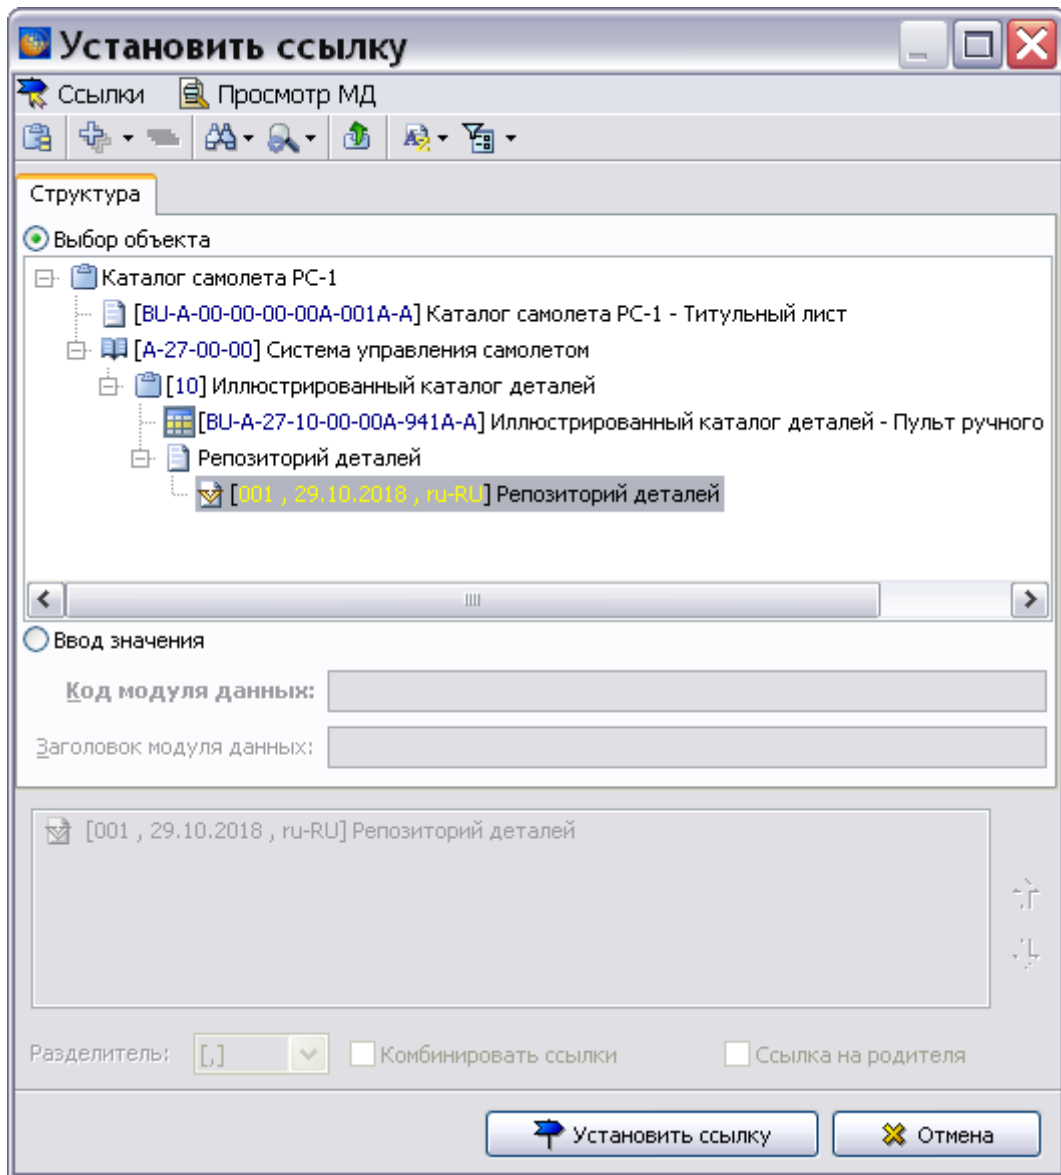 Установить ссылку
Ссылки Просмотр МД
Структура
Выбор объекта
Каталог самолета РС-1
[BU-A-00-00-00-00A-001A-A] Каталог самолета РС-1 - Титульный лист
[A-27-00-00] Система управления самолетом
[10] Иллюстрированный каталог деталей
[BU-A-27-10-00-00A-941A-A] Иллюстрированный каталог деталей - Пульт ручного
Репозиторий деталей
[001 , 29.10.2018 , ru-RU] Репозиторий деталей
Ввод значения
Код модуля данных:
Заголовок модуля данных:
[001 , 29.10.2018 , ru-RU] Репозиторий деталей
Разделитель: [,] Комбинировать ссылки Ссылка на родителя
Установить ссылку Отмена